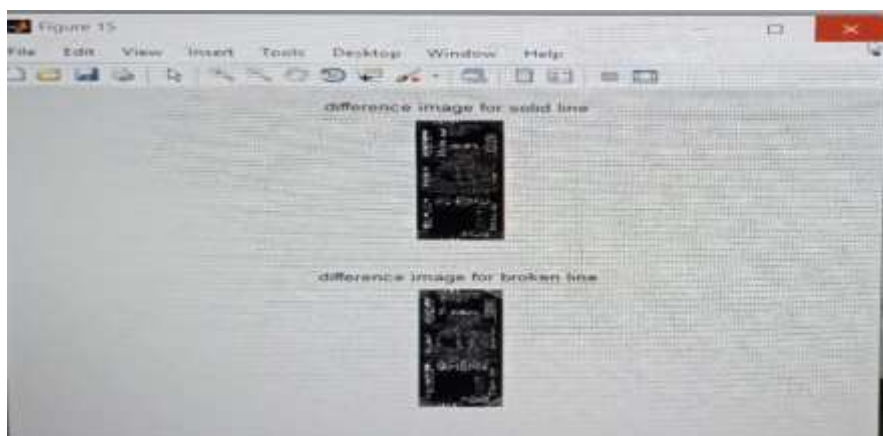 Figure 15
File Edit View Insert Tools Desktop Window Help
difference image for solid line
difference image for broken line